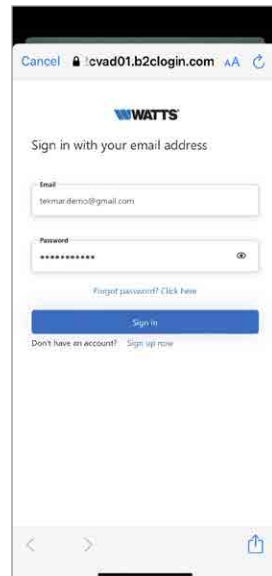 Cancel !cvad01.b2clogin.com AA
WATTS
Sign in with your email address
Email
tekmar.demo@gmail.com
Password
Forgot password? Click here
Sign in
Don't have an account? Sign up now